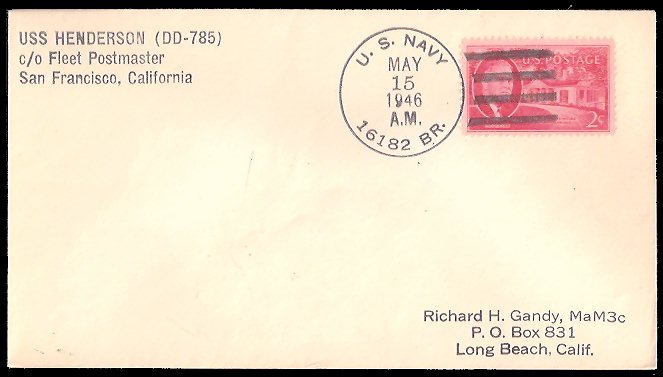 USS HENDERSON (DD-785)
c/o Fleet Postmaster
San Francisco, California
U. S. NAVY
MAY
15
1946
A.M.
16182 BR.
U.S. POSTAGE
ROOSEVELT
2¢
Richard H. Gandy, MaM3c
P. O. Box 831
Long Beach, Calif.